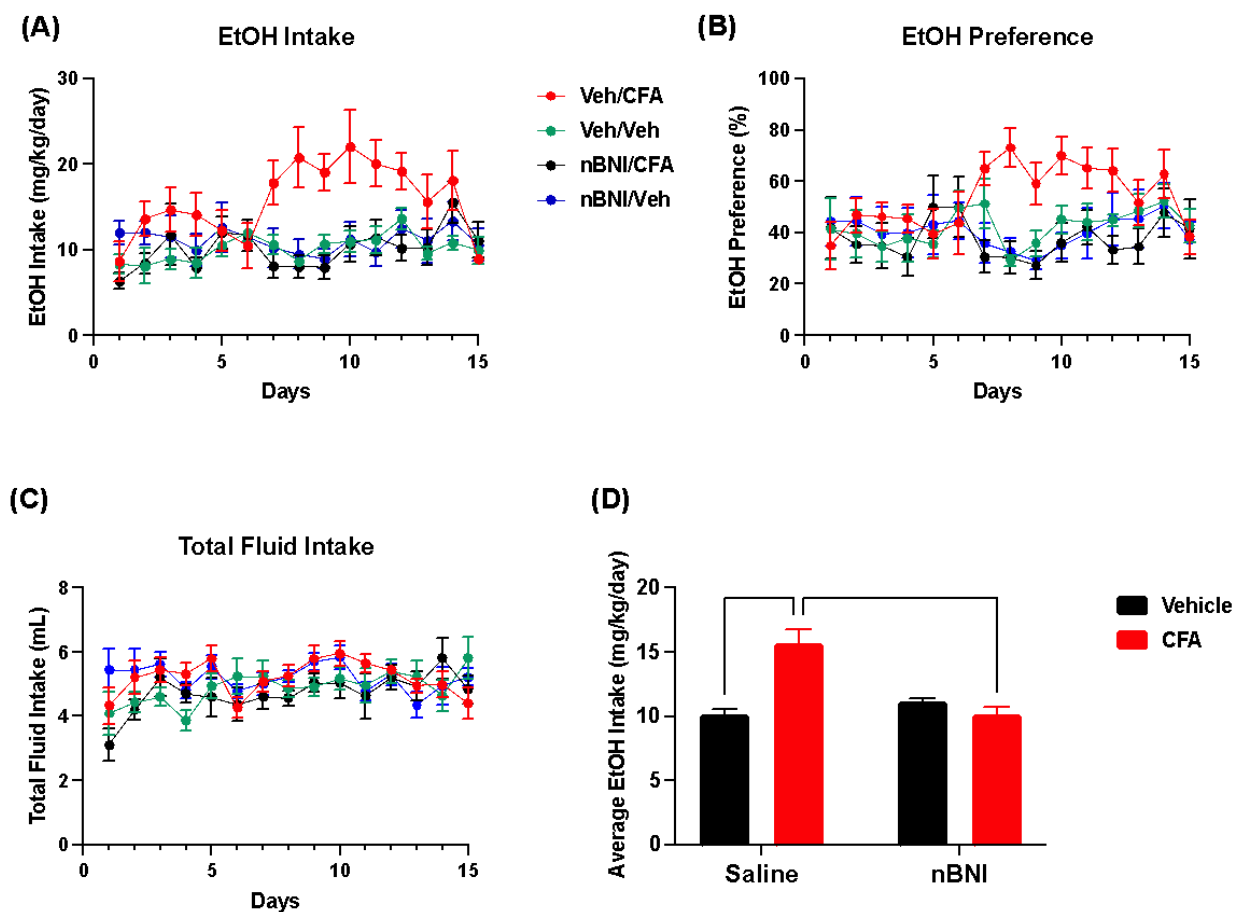 (A)
EtOH Intake
EtOH Intake (mg/kg/day)
30
20
10
0
0
5
10
15
Days
Veh/CFA
Veh/Veh
nBNI/CFA
nBNI/Veh
(B)
EtOH Preference
EtOH Preference (%)
100
80
60
40
20
0
0
5
10
15
Days
(C)
Total Fluid Intake
Total Fluid Intake (mL)
8
6
4
2
0
0
5
10
15
Days
(D)
Average EtOH Intake (mg/kg/day)
20
15
10
5
0
Saline
nBNI
Vehicle
CFA